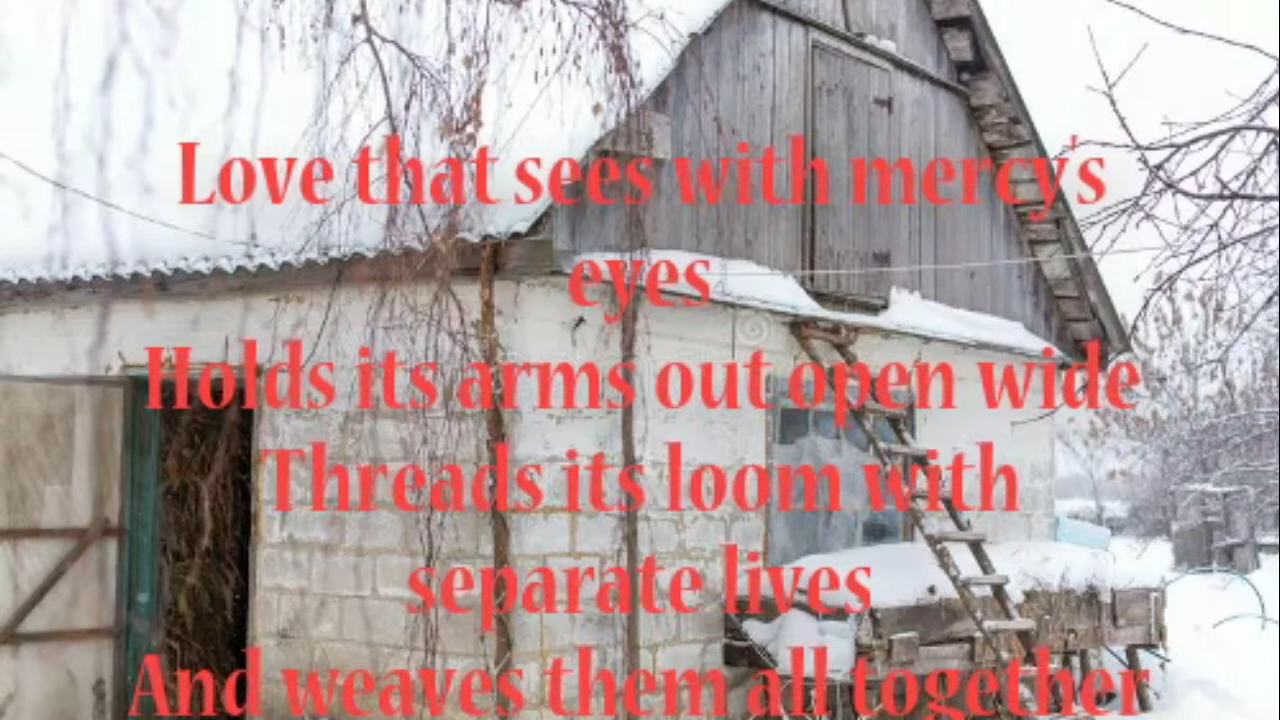 Love that sees with mercy's
eyes
Holds its arms out open wide
Threads its loom with
separate lives
And weaves them all together